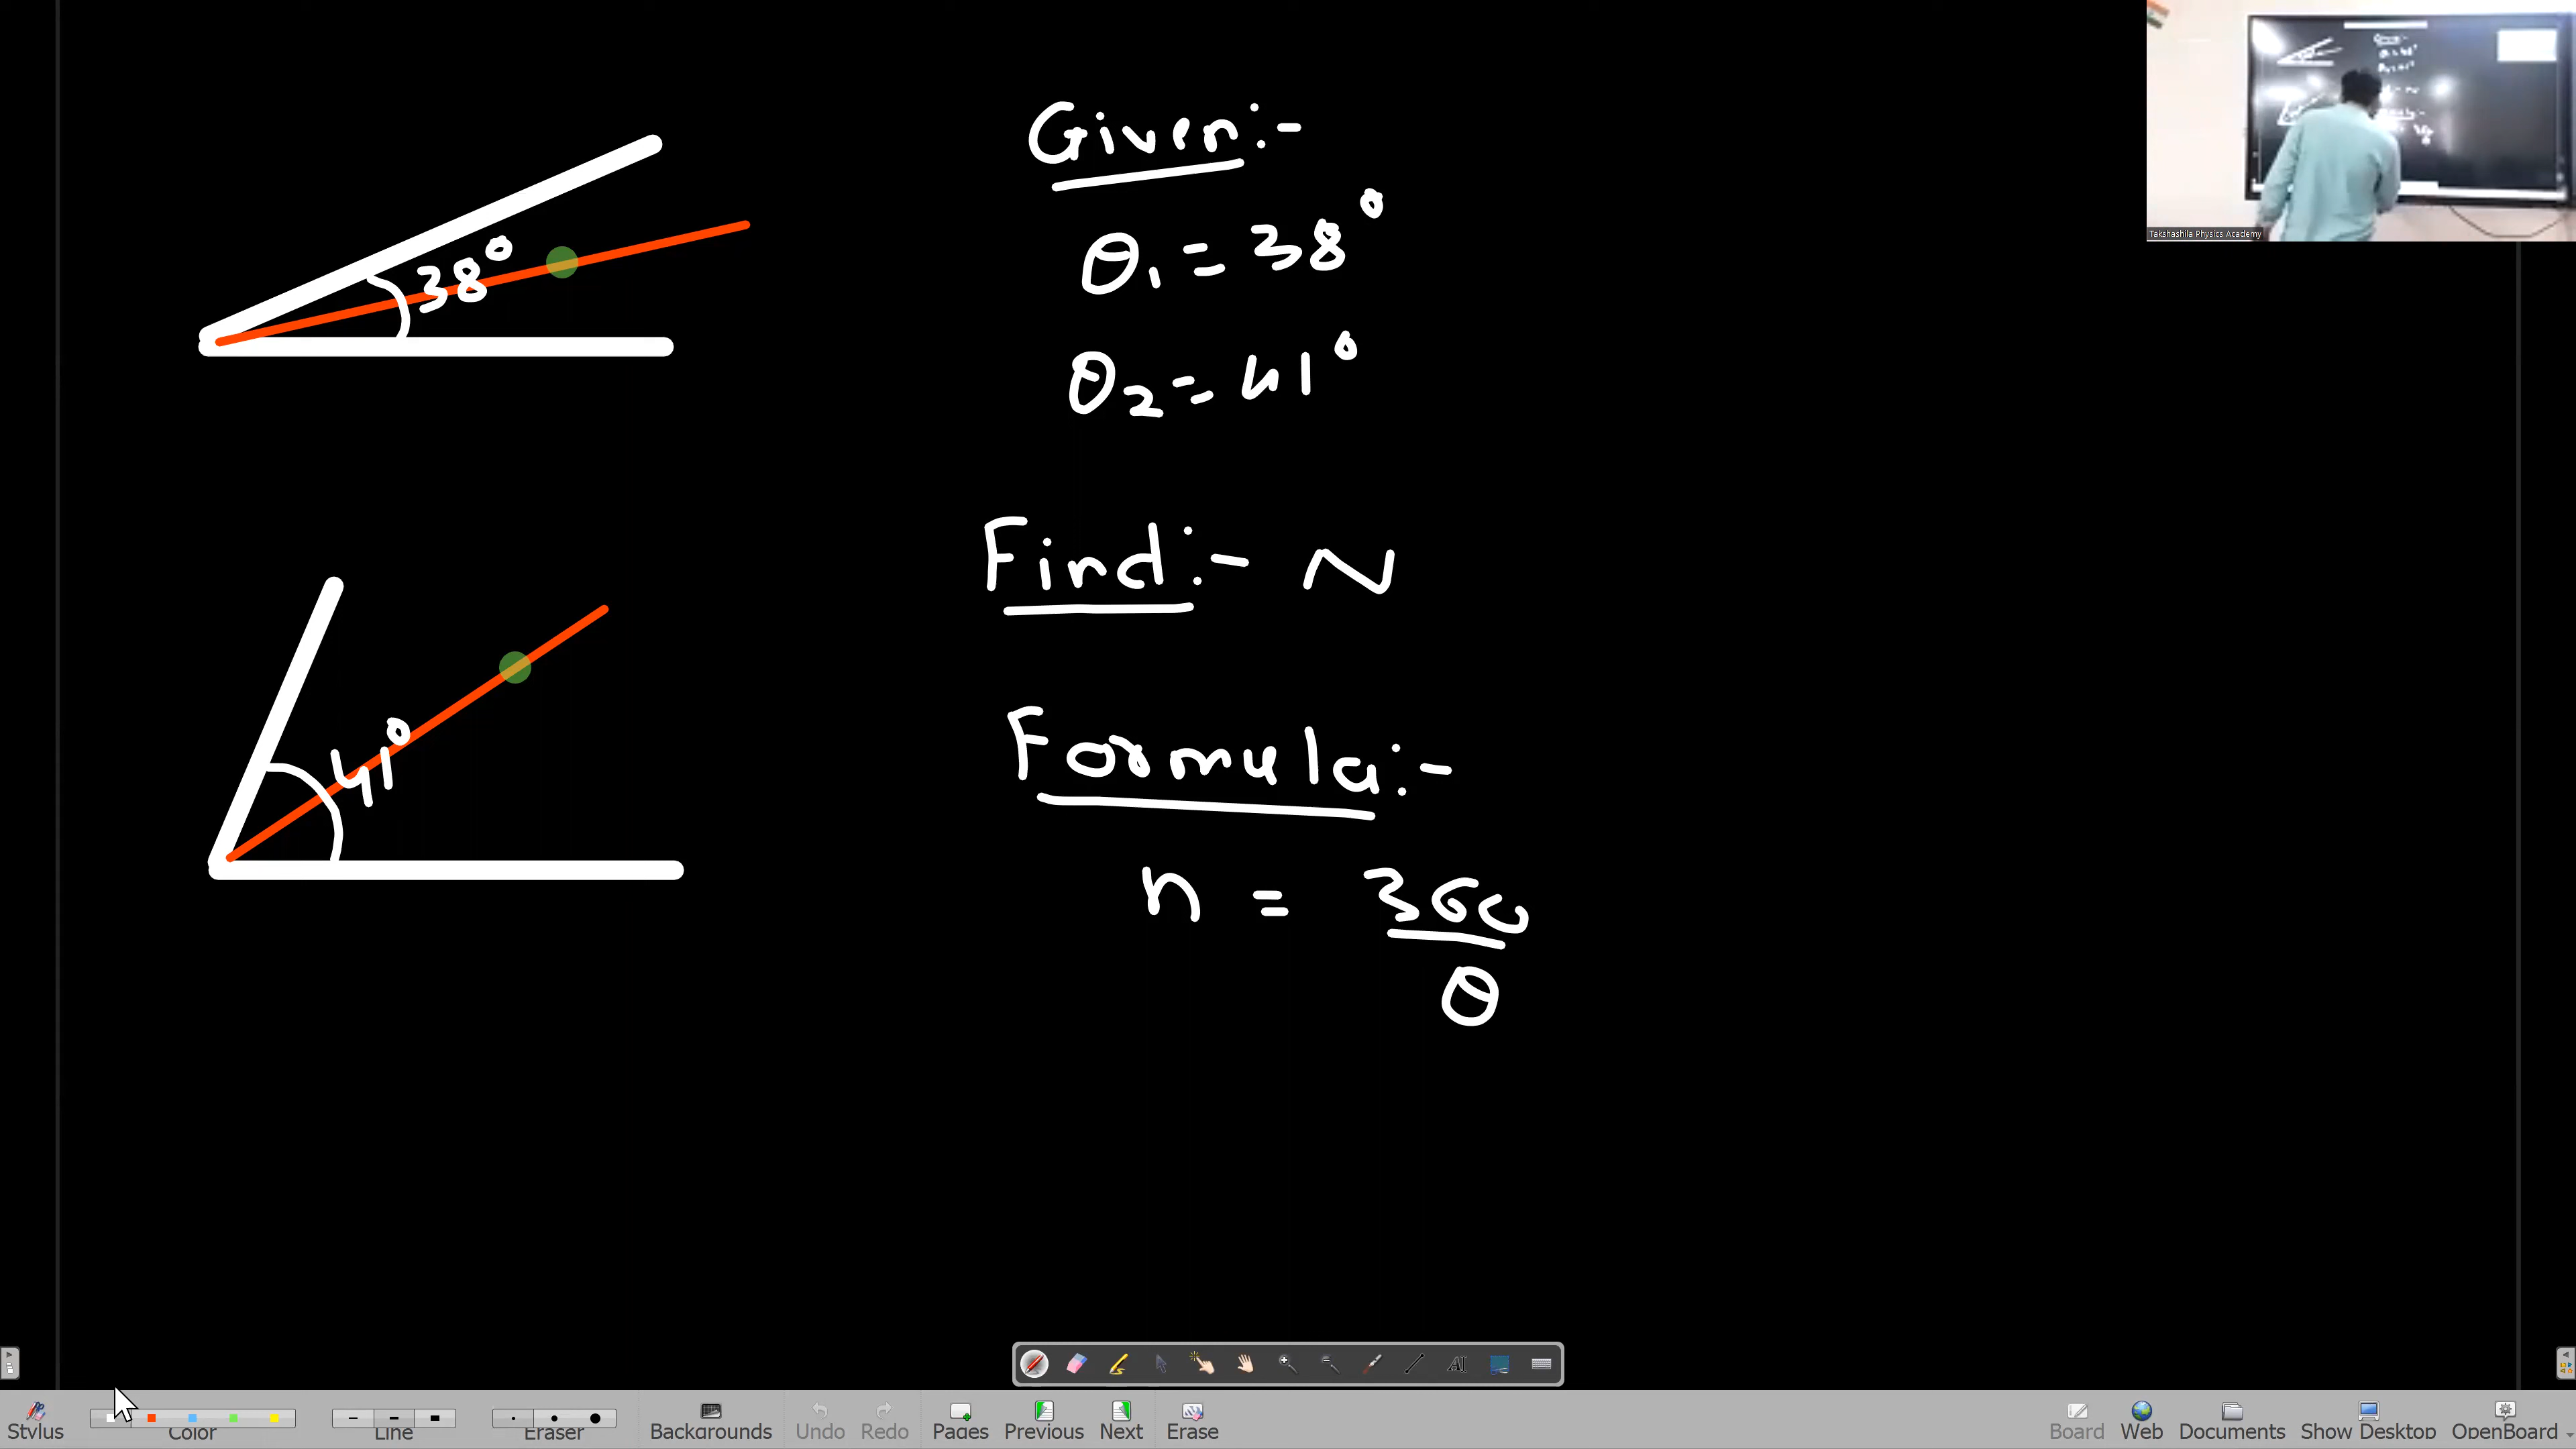 38°
Given:-
θ1 = 38°
θ2 = 41°
Find:- N
41°
Formula:-
n = 360
θ
Takshashila Physics Academy
Stylus
Color
Line
Eraser
Backgrounds
Undo
Redo
Pages
Previous
Next
Erase
Board
Web
Documents
Show Desktop
OpenBoard